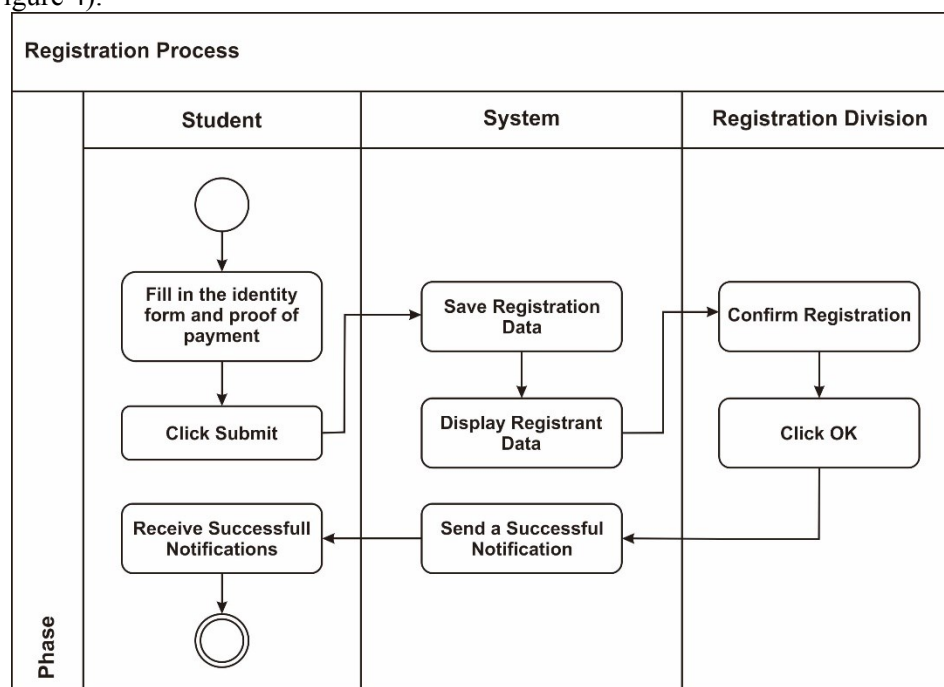 igure 4).
Registration Process
Student
System
Registration Division
Fill in the identity
form and proof of
payment
Click Submit
Save Registration
Data
Display Registrant
Data
Confirm Registration
Click OK
Send a Successful
Notification
Receive Successfull
Notifications
Phase